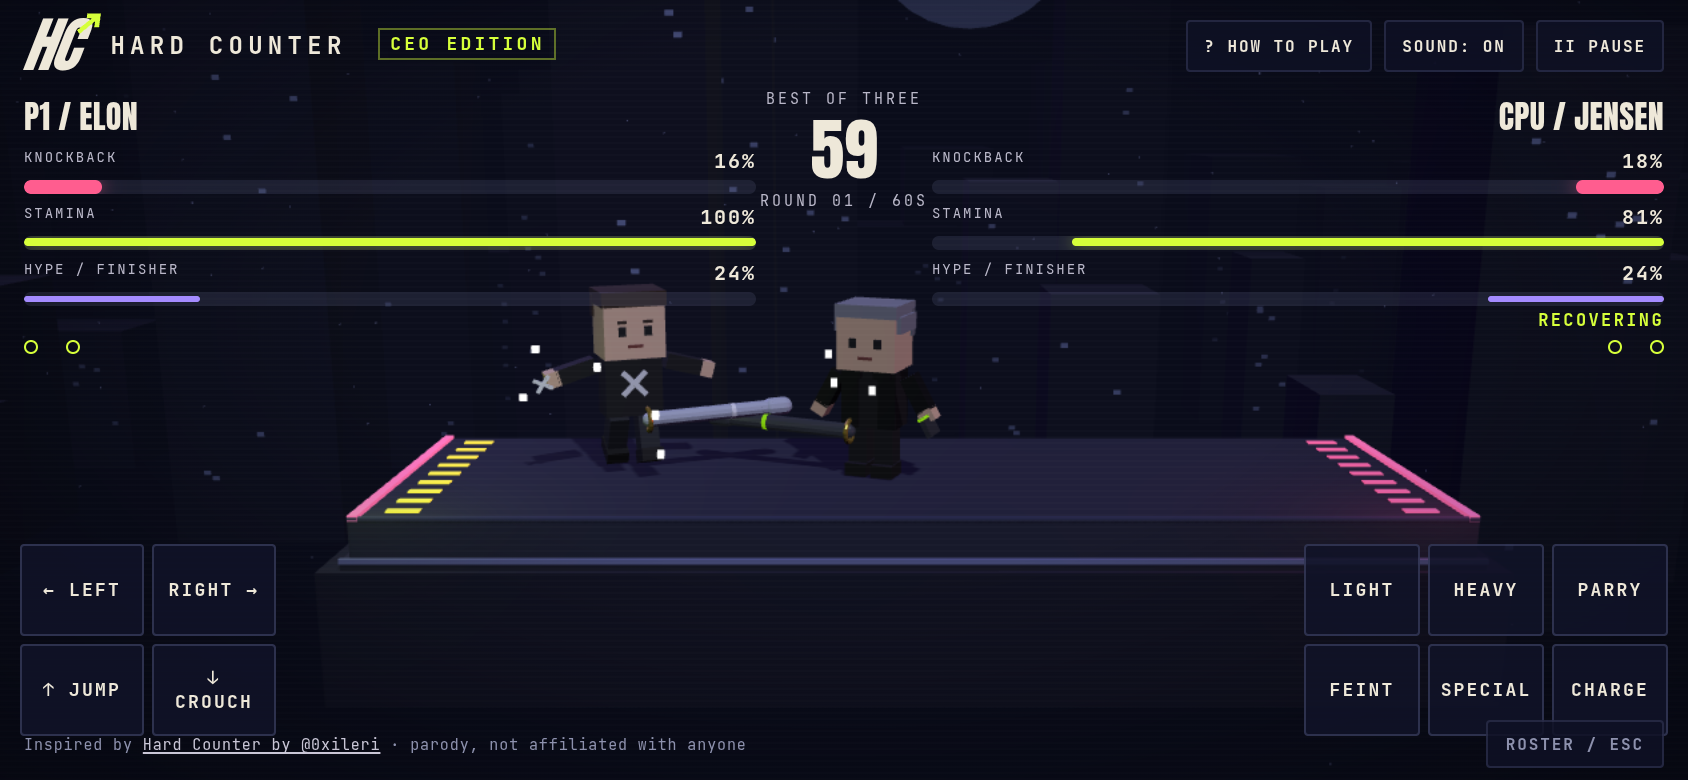 HC HARD COUNTER
CEO EDITION
? HOW TO PLAY
SOUND: ON
II PAUSE
P1 / ELON
KNOCKBACK
16%
STAMINA
100%
HYPE / FINISHER
24%
BEST OF THREE
59
ROUND 01 / 60S
CPU / JENSEN
KNOCKBACK
18%
STAMINA
81%
HYPE / FINISHER
24%
RECOVERING
← LEFT
RIGHT →
↑ JUMP
↓
CROUCH
LIGHT
HEAVY
PARRY
FEINT
SPECIAL
CHARGE
Inspired by Hard Counter by @0xileri · parody, not affiliated with anyone
ROSTER / ESC